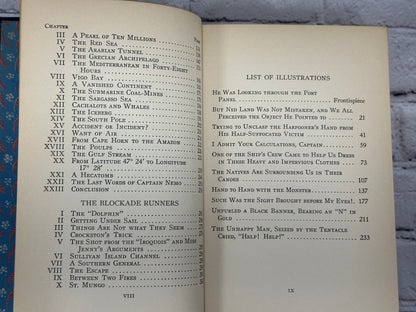 Chapter
Page
III A Pearl of Ten Millions
IV The Red Sea
V The Arabian Tunnel
VI The Grecian Archipelago
VII The Mediterranean in Forty-Eight
Hours
VIII Vigo Bay
IX A Vanished Continent
X The Submarine Coal-Mines
XI The Sargasso Sea
XII Cachalots and Whales
XIII The Iceberg
XIV The South Pole
XV Accident or Incident?
XVI Want of Air
XVII From Cape Horn to the Amazon
XVIII The Poulps
XIX The Gulf Stream
XX From Latitude 47° 24' to Longitude
17° 28'
XXI A Hecatomb
XXII The Last Words of Captain Nemo
XXIII Conclusion
THE BLOCKADE RUNNERS
I The "Dolphin"
II Getting under Sail
III Things Are Not What They Seem
IV Crockston's Trick
V The Shot from the "Iroquois" and Miss
Jenny's Arguments
VI Sullivan Island Channel
VII A Southern General
VIII The Escape
IX Between Two Fires
X St. Mungo
VIII
LIST OF ILLUSTRATIONS
He Was Looking Through the Port
Panel Frontispiece
But Ned Land Was Not Mistaken, and We All
Perceived the Object He Pointed to 21
Trying to Unclasp the Harpooner's Hand from
His Half-Suffocated Victim 41
I Admit Your Calculations, Captain 59
One of the Ship's Crew Came to Help Us Dress
in Their Heavy and Impervious Clothes 73
The Natives Are Surrounding Us in Their
Canoes 107
Hand to Hand with the Monster 137
Such Was the Sight Brought before My Eyes! 177
Unfurled a Black Banner, Bearing an "N" in
Gold 211
The Unhappy Man, Seized by the Tentacle
Cried, "Help! Help!" 233
IX